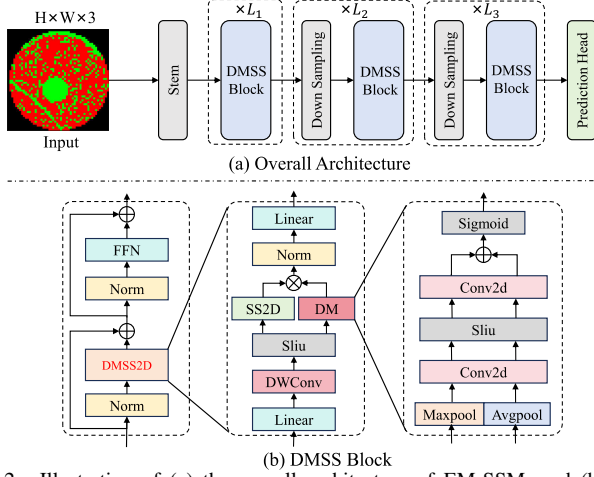 H×W×3
Input
Stem
×L1
DMSS
Block
×L2
Down Sampling
DMSS
Block
×L3
Down Sampling
DMSS
Block
Prediction Head
(a) Overall Architecture
FFN
Norm
DMSS2D
Norm
Linear
Norm
SS2D
DM
Sliu
DWConv
Linear
Sigmoid
Conv2d
Sliu
Conv2d
Maxpool
Avgpool
(b) DMSS Block